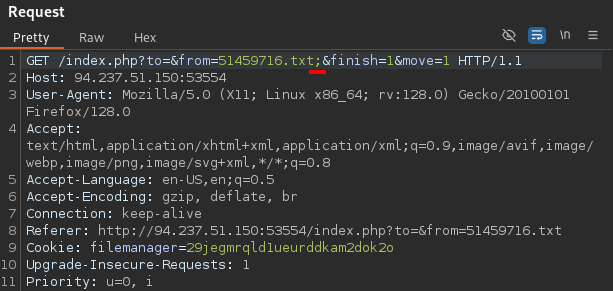 Request
Pretty Raw Hex \n
1 GET /index.php?to=&from=51459716.txt;&finish=1&move=1 HTTP/1.1
2 Host: 94.237.51.150:53554
3 User-Agent: Mozilla/5.0 (X11; Linux x86_64; rv:128.0) Gecko/20100101
Firefox/128.0
4 Accept:
text/html,application/xhtml+xml,application/xml;q=0.9,image/avif,image/
webp,image/png,image/svg+xml,*/*;q=0.8
5 Accept-Language: en-US,en;q=0.5
6 Accept-Encoding: gzip, deflate, br
7 Connection: keep-alive
8 Referer: http://94.237.51.150:53554/index.php?to=&from=51459716.txt
9 Cookie: filemanager=29jegmrqld1ueurddkam2dok2o
10 Upgrade-Insecure-Requests: 1
11 Priority: u=0, i